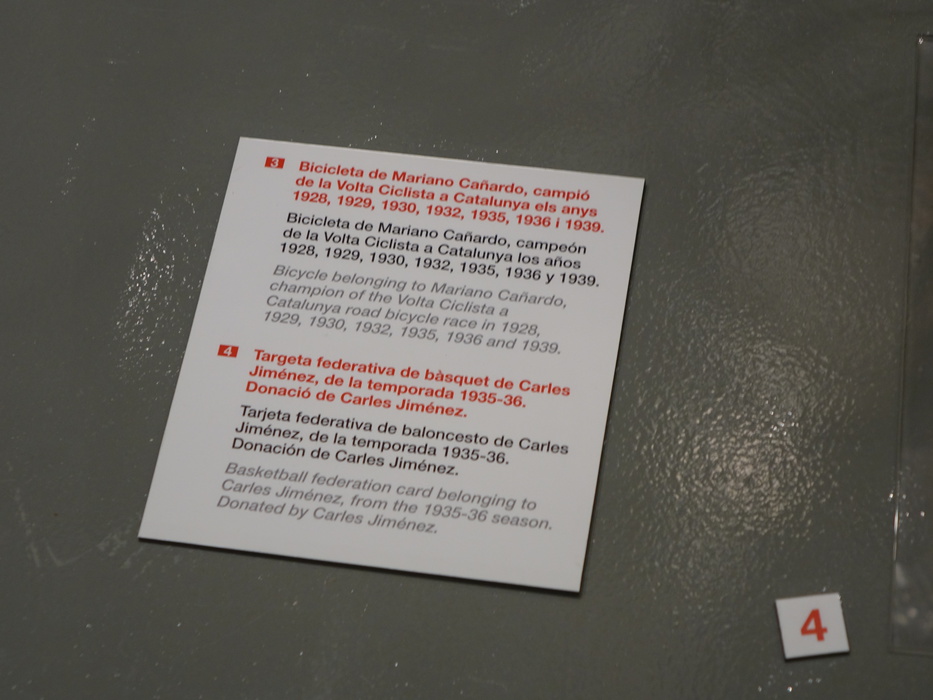 3 Bicicleta de Mariano Cañardo, campió
de la Volta Ciclista a Catalunya els anys
1928, 1929, 1930, 1932, 1935, 1936 i 1939.
Bicicleta de Mariano Cañardo, campeón
de la Volta Ciclista a Catalunya los años
1928, 1929, 1930, 1932, 1935, 1936 y 1939.
Bicycle belonging to Mariano Cañardo,
champion of the Volta Ciclista a
Catalunya road bicycle race in 1928,
1929, 1930, 1932, 1935, 1936 and 1939.
4 Targeta federativa de bàsquet de Carles
Jiménez, de la temporada 1935-36.
Donació de Carles Jiménez.
Tarjeta federativa de baloncesto de Carles
Jiménez, de la temporada 1935-36.
Donación de Carles Jiménez.
Basketball federation card belonging to
Carles Jiménez, from the 1935-36 season.
Donated by Carles Jiménez.
4